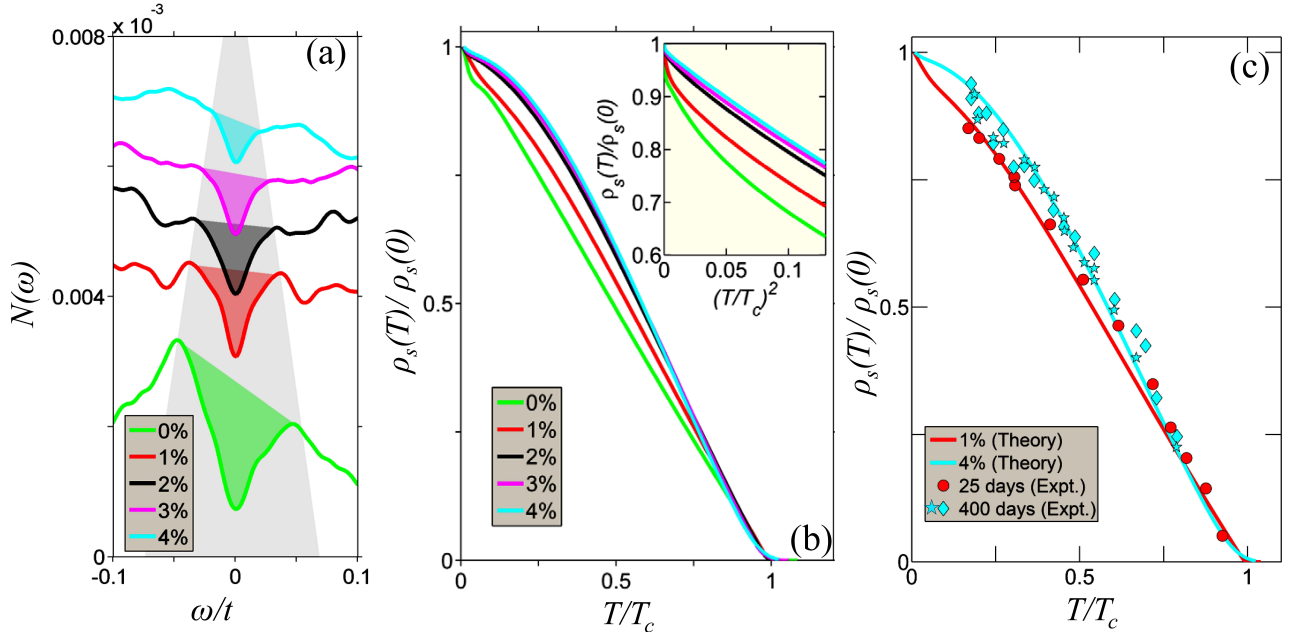 x 10⁻³
0.008
(a)
0.004
0
N(ω)
0%
1%
2%
3%
4%
-0.1
0
0.1
ω/t
1
0.5
0
ρs(T)/ ρs(0)
1
0.9
0.8
0.7
0.6
ρs(T)/ρs(0)
0
0.05
0.1
(T/Tc)²
0%
1%
2%
3%
4%
(b)
0
0.5
1
T/Tc
(c)
1
0.5
0
ρs(T)/ ρs(0)
1% (Theory)
4% (Theory)
25 days (Expt.)
400 days (Expt.)
0
0.5
1
T/Tc